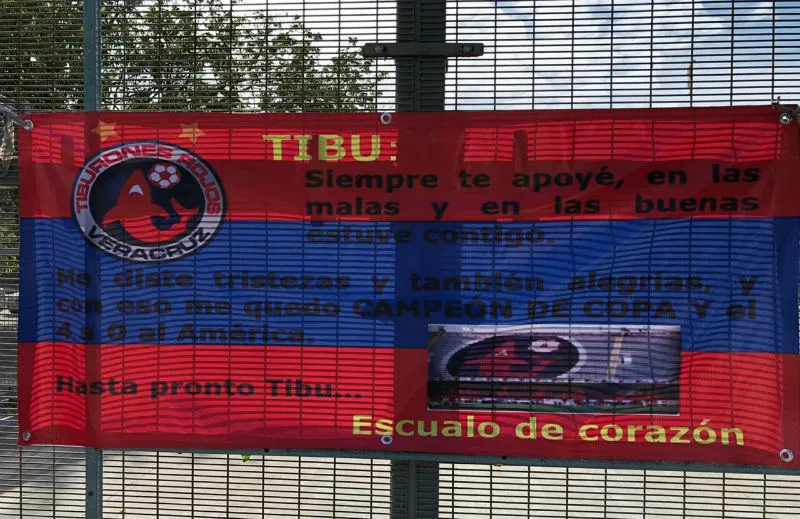 TIBURONES ROJOS
VERACRUZ
TIBU:
Siempre te apoyé, en las
malas y en las buenas
estuve contigo.
Me diste tristezas y también alegrías, y
con eso me quedo CAMPEÓN DE COPA Y el
4 a 0 al América.
Hasta pronto Tibu...
Escualo de corazón